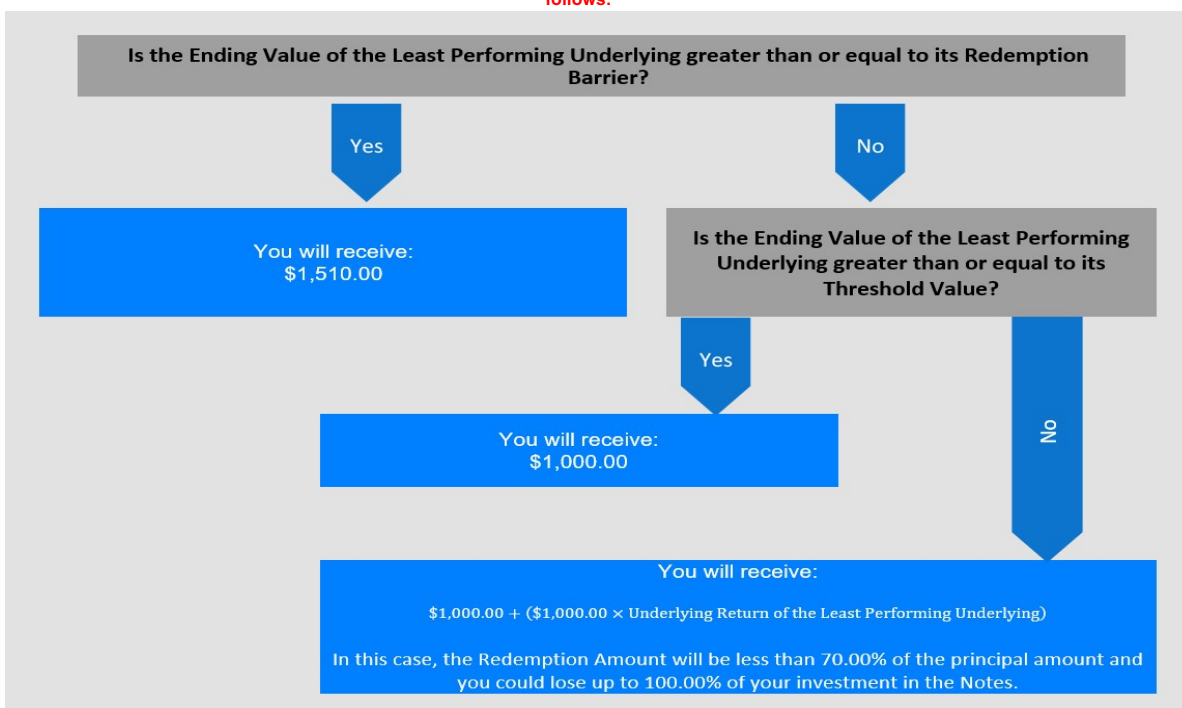 follows:
Is the Ending Value of the Least Performing Underlying greater than or equal to its Redemption
Barrier?
Yes
No
You will receive:
$1,510.00
Is the Ending Value of the Least Performing
Underlying greater than or equal to its
Threshold Value?
Yes
No
You will receive:
$1,000.00
You will receive:
$1,000.00 + ($1,000.00 × Underlying Return of the Least Performing Underlying)
In this case, the Redemption Amount will be less than 70.00% of the principal amount and
you could lose up to 100.00% of your investment in the Notes.